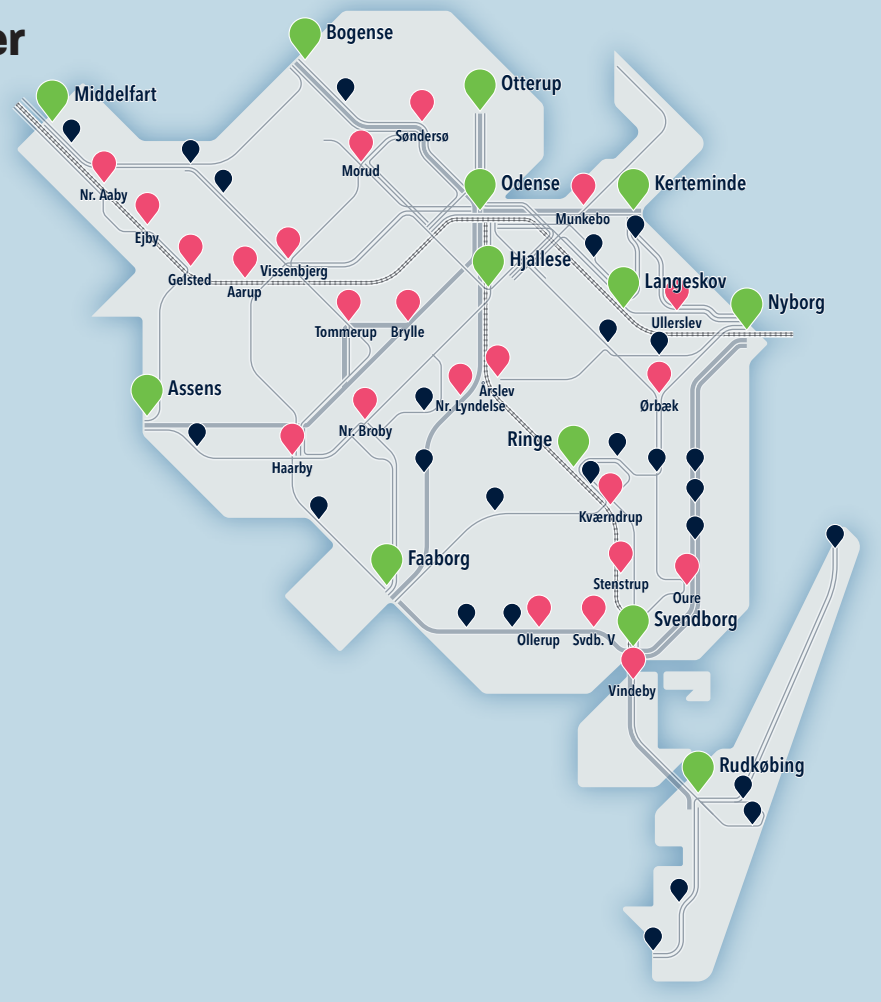 er
Bogense
Middelfart
Otterup
Søndersø
Morud
Nr. Aaby
Odense
Kerteminde
Munkebo
Ejby
Vissenbjerg
Gelsted
Aarup
Hjallese
Langeskov
Nyborg
Ullerslev
Tommerup
Brylle
Assens
Årslev
Nr. Lyndelse
Ørbæk
Nr. Broby
Ringe
Haarby
Kværndrup
Faaborg
Stenstrup
Oure
Svendborg
Ollerup
Svdb. V
Vindeby
Rudkøbing